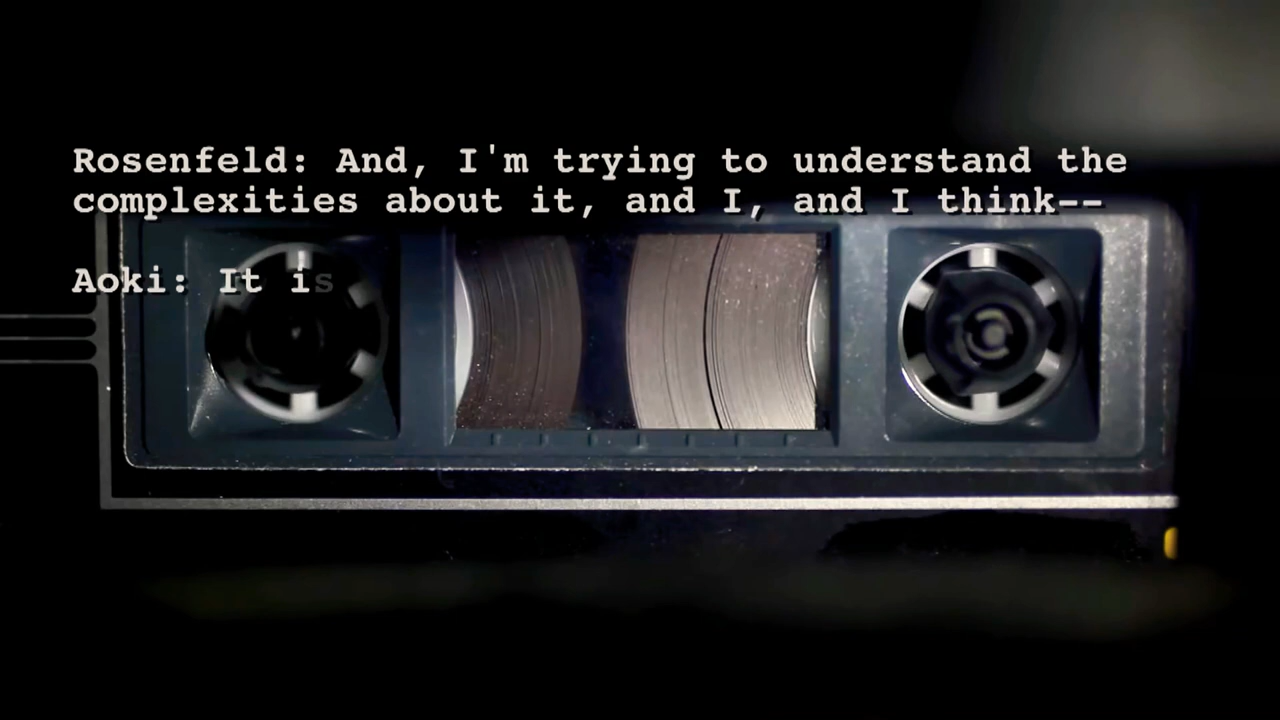 Rosenfeld: And, I'm trying to understand the
complexities about it, and I, and I think--
Aoki: It is